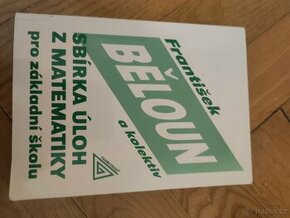 František
BĚLOUN
a kolektiv
SBÍRKA ÚLOH
Z MATEMATIKY
pro základní školu